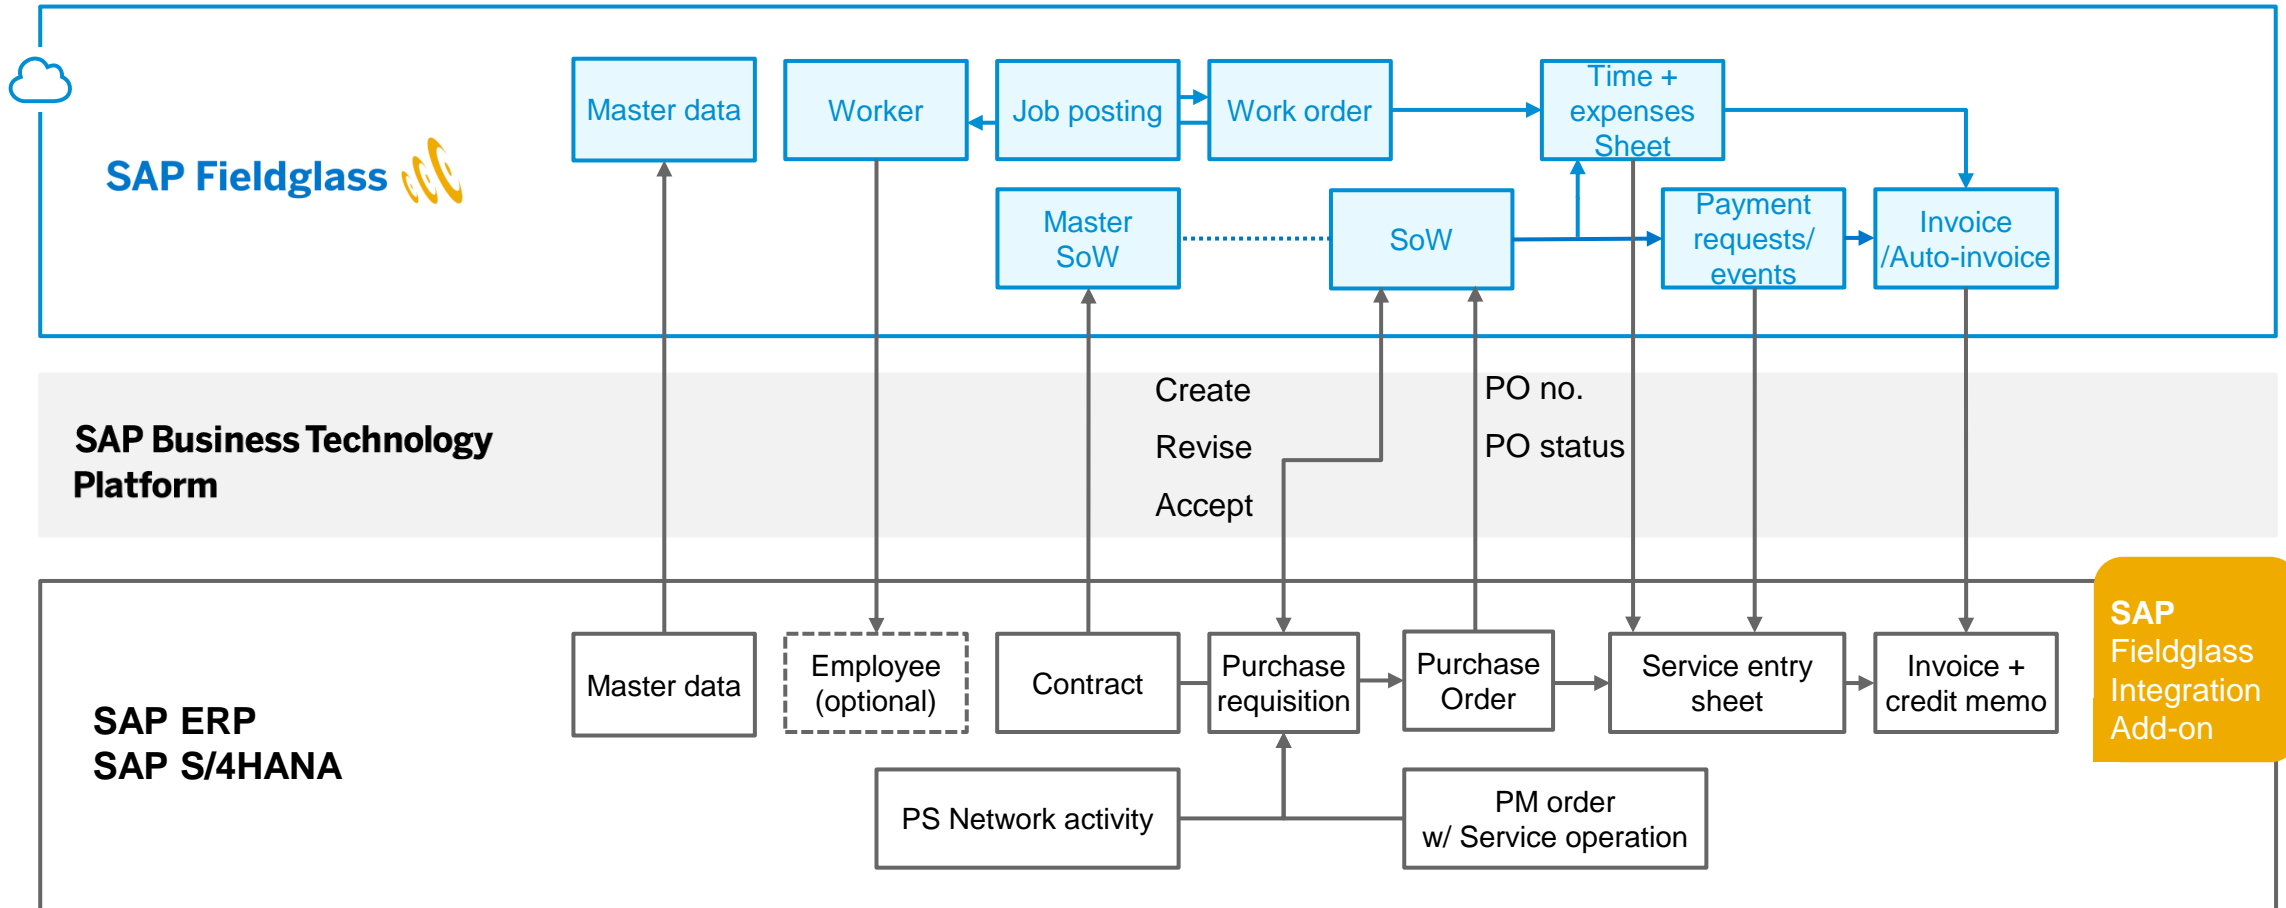 SAP Fieldglass
Master data
Worker
Job posting
Work order
Time +
expenses
Sheet
Master
SoW
SoW
Payment
requests/
events
Invoice
/Auto-invoice
SAP Business Technology
Platform
Create
Revise
Accept
PO no.
PO status
SAP ERP
SAP S/4HANA
Master data
Employee
(optional)
Contract
Purchase
requisition
Purchase
Order
Service entry
sheet
Invoice +
credit memo
PS Network activity
PM order
w/ Service operation
SAP
Fieldglass
Integration
Add-on